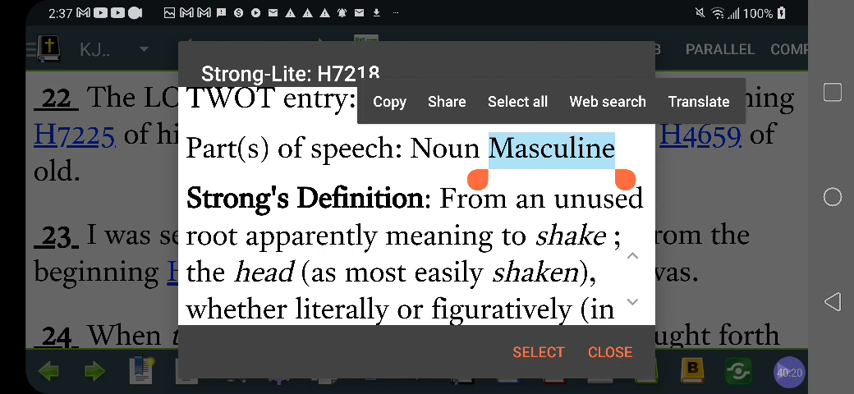 2:37 100%
KJ.. B PARALLEL COMP
Strong-Lite: H7218
TWOT entry:
Copy Share Select all Web search Translate
22 The LO
H7225 of hi H4659 of
old.
Part(s) of speech: Noun Masculine
Strong's Definition: From an unused
root apparently meaning to shake ;
the head (as most easily shaken),
whether literally or figuratively (in
23 I was se rom the
beginning was.
24 When ught forth
SELECT CLOSE
40:20